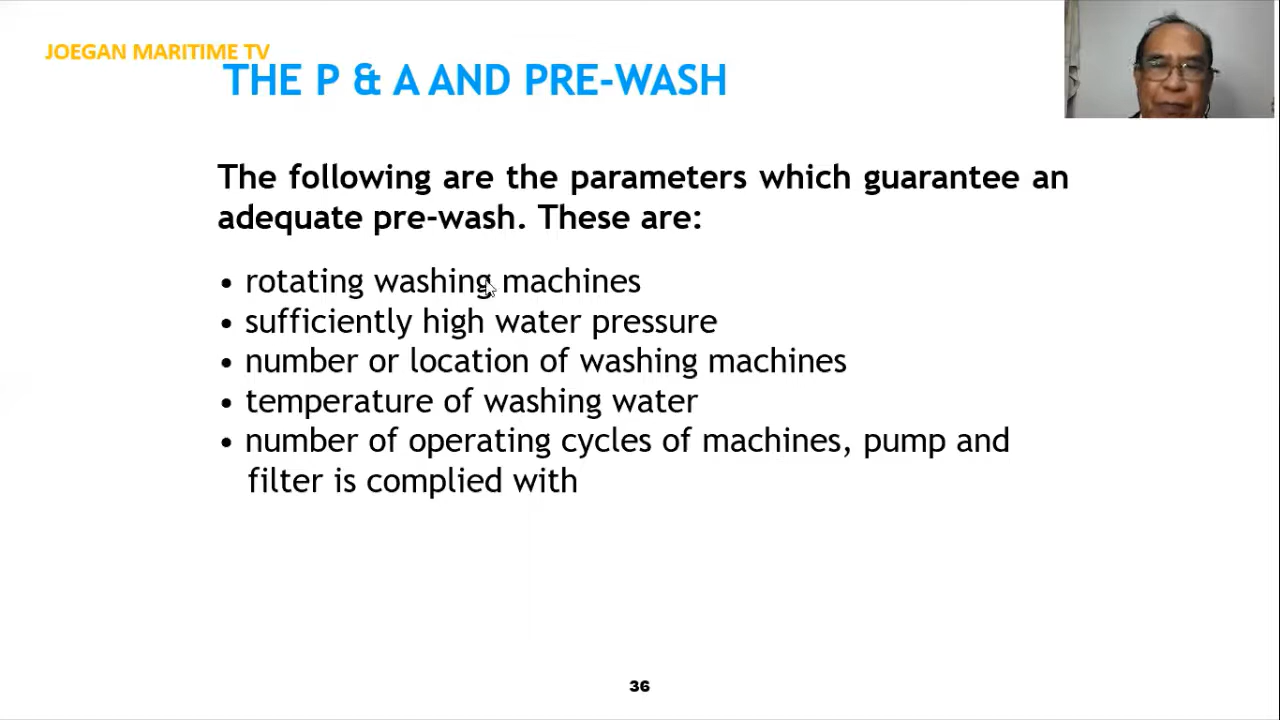 JOEGAN MARITIME TV
THE P & A AND PRE-WASH
The following are the parameters which guarantee an
adequate pre-wash. These are:
• rotating washing machines
• sufficiently high water pressure
• number or location of washing machines
• temperature of washing water
• number of operating cycles of machines, pump and
filter is complied with
36